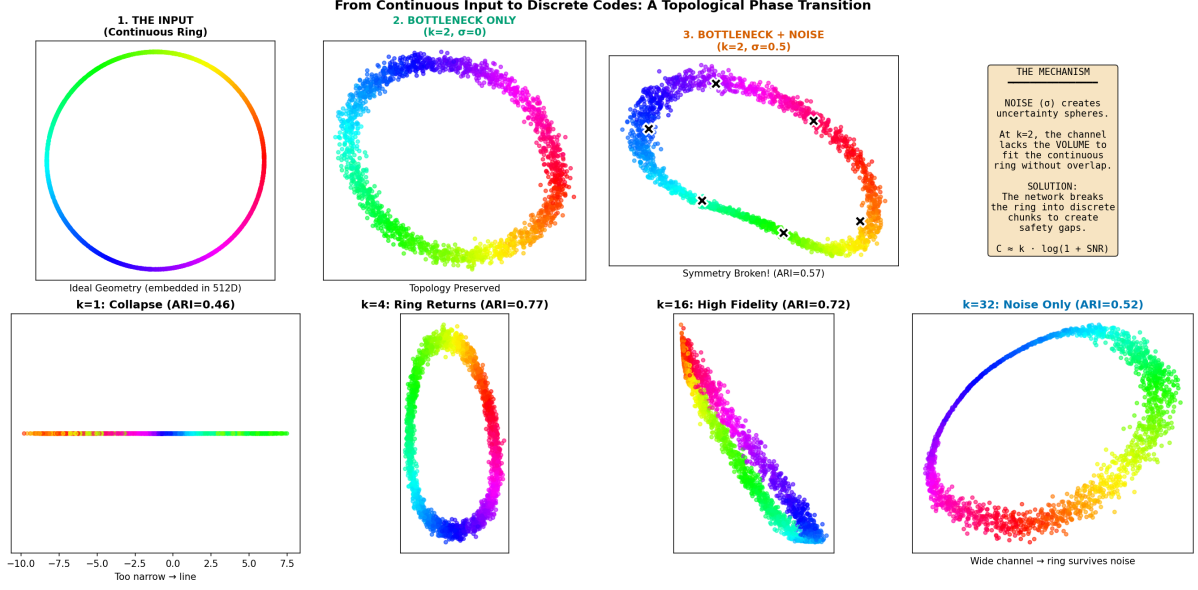 From Continuous Input to Discrete Codes: A Topological Phase Transition
1. THE INPUT
(Continuous Ring)
Ideal Geometry (embedded in 512D)
2. BOTTLENECK ONLY
(k=2, σ=0)
Topology Preserved
3. BOTTLENECK + NOISE
(k=2, σ=0.5)
Symmetry Broken! (ARI=0.57)
THE MECHANISM
NOISE (σ) creates
uncertainty spheres.
At k=2, the channel
lacks the VOLUME to
fit the continuous
ring without overlap.
SOLUTION:
The network breaks
the ring into discrete
chunks to create
safety gaps.
C ≈ k · log(1 + SNR)
k=1: Collapse (ARI=0.46)
−10.0 −7.5 −5.0 −2.5 0.0 2.5 5.0 7.5
Too narrow → line
k=4: Ring Returns (ARI=0.77)
k=16: High Fidelity (ARI=0.72)
k=32: Noise Only (ARI=0.52)
Wide channel → ring survives noise